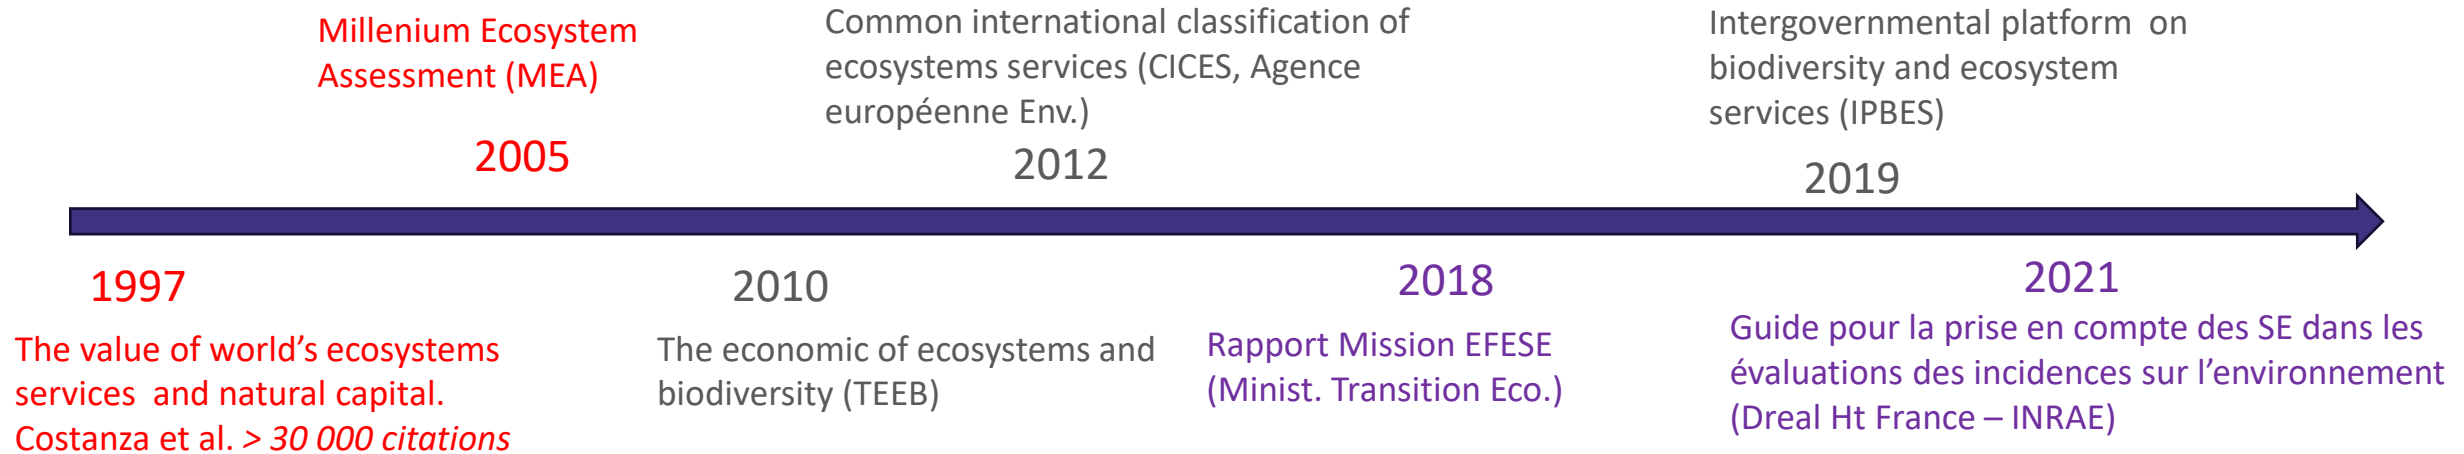 Millenium Ecosystem
Assessment (MEA)
2005
Common international classification of
ecosystems services (CICES, Agence
européenne Env.)
2012
Intergovernmental platform on
biodiversity and ecosystem
services (IPBES)
2019
1997
The value of world’s ecosystems
services and natural capital.
Costanza et al. > 30 000 citations
2010
The economic of ecosystems and
biodiversity (TEEB)
2018
Rapport Mission EFESE
(Minist. Transition Eco.)
2021
Guide pour la prise en compte des SE dans les
évaluations des incidences sur l’environnement
(Dreal Ht France – INRAE)